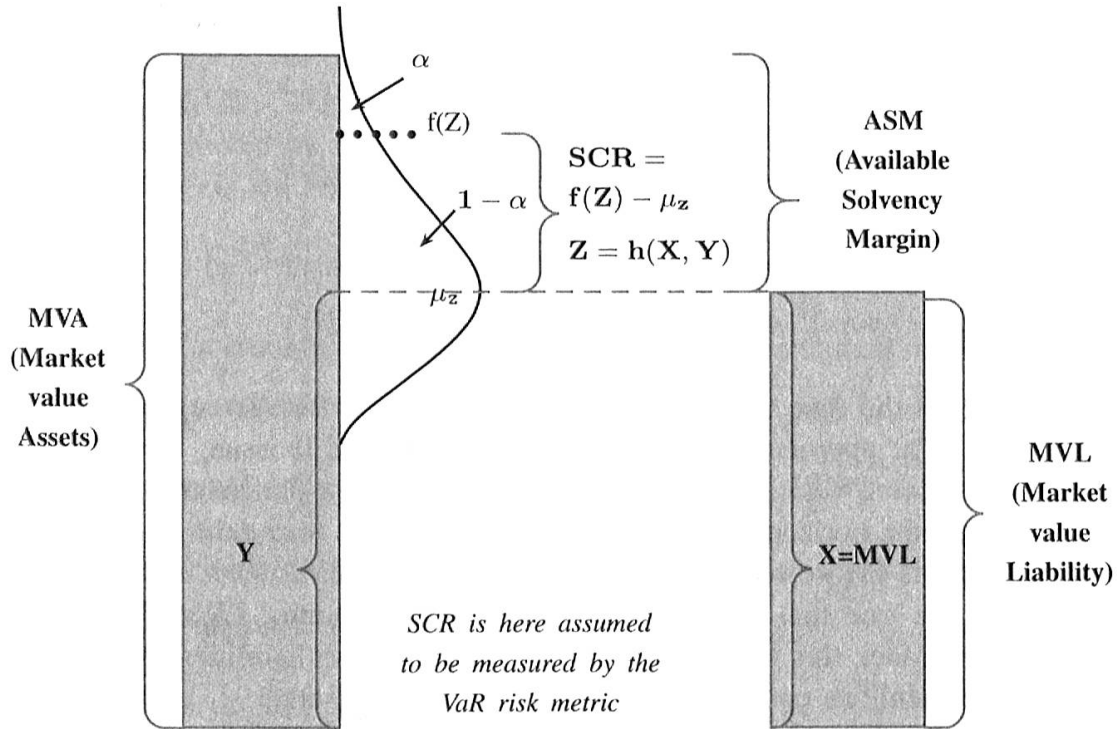 α
f(Z)
SCR =
f(Z) − μz
1 − α
Z = h(X, Y)
μz
ASM
(Available
Solvency
Margin)
MVA
(Market
value
Assets)
MVL
(Market
value
Liability)
Y
X=MVL
SCR is here assumed
to be measured by the
VaR risk metric